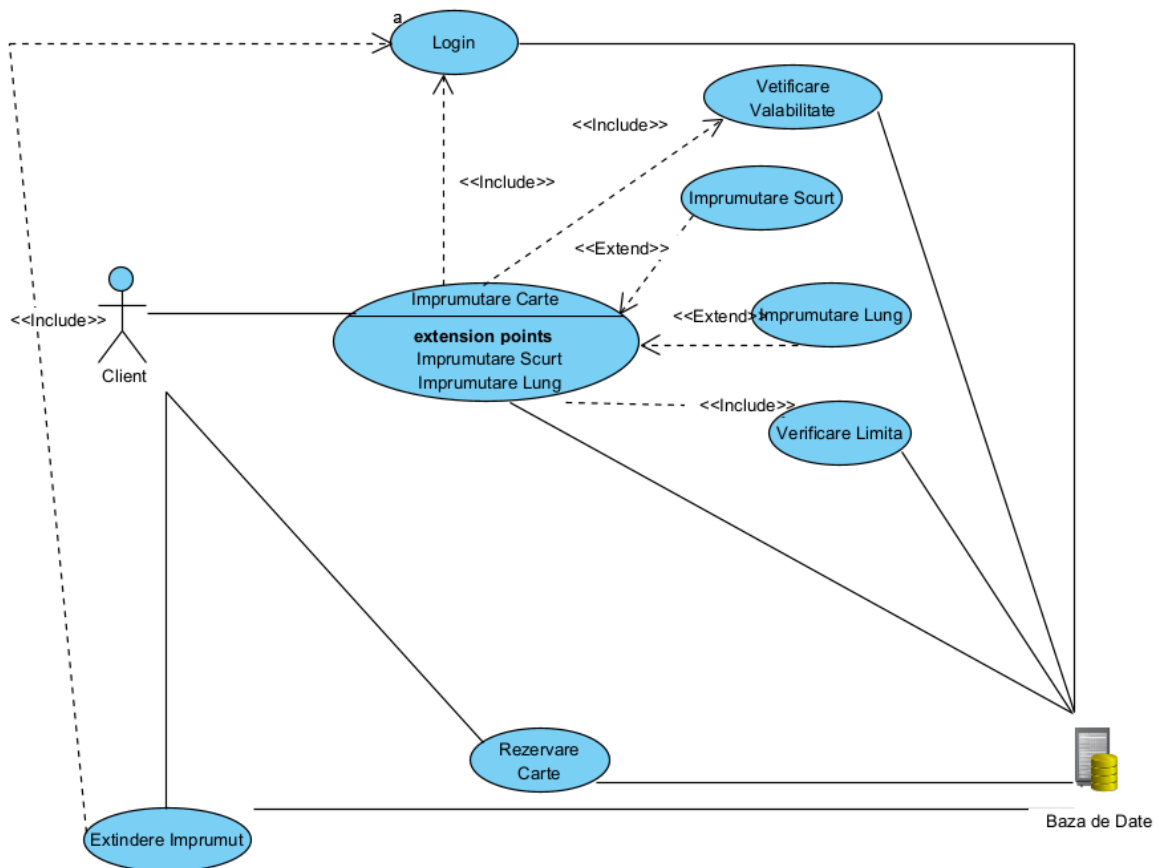 a
Login
Vetificare
Valabilitate
<<Include>>
<<Include>>
Imprumutare Scurt
<<Extend>>
Imprumutare Carte
<<Include>>
<<Extend>>
Imprumutare Lung
extension points
Imprumutare Scurt
Imprumutare Lung
Client
<<Include>>
Verificare Limita
Rezervare
Carte
Baza de Date
Extindere Imprumut